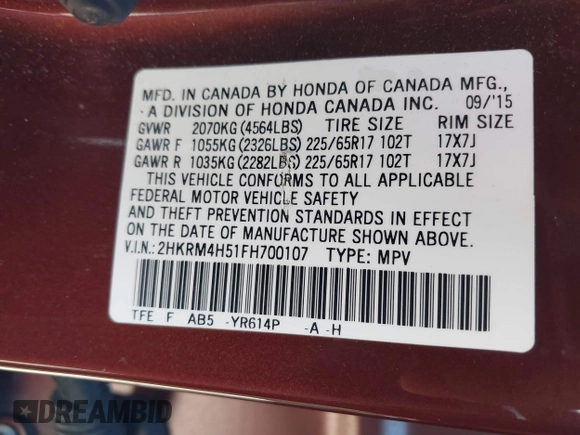 MFD. IN CANADA BY HONDA OF CANADA MFG.,
A DIVISION OF HONDA CANADA INC. 09/'15
GVWR 2070KG(4564LBS) TIRE SIZE RIM SIZE
GAWR F 1055KG(2326LBS) 225/65R17 102T 17X7J
GAWR R 1035KG(2282LBS) 225/65R17 102T 17X7J
THIS VEHICLE CONFORMS TO ALL APPLICABLE
FEDERAL MOTOR VEHICLE SAFETY
AND THEFT PREVENTION STANDARDS IN EFFECT
ON THE DATE OF MANUFACTURE SHOWN ABOVE.
V.I.N.: 2HKRM4H51FH700107 TYPE: MPV
TFE F AB5 -YR614P -A -H
DREAMBID